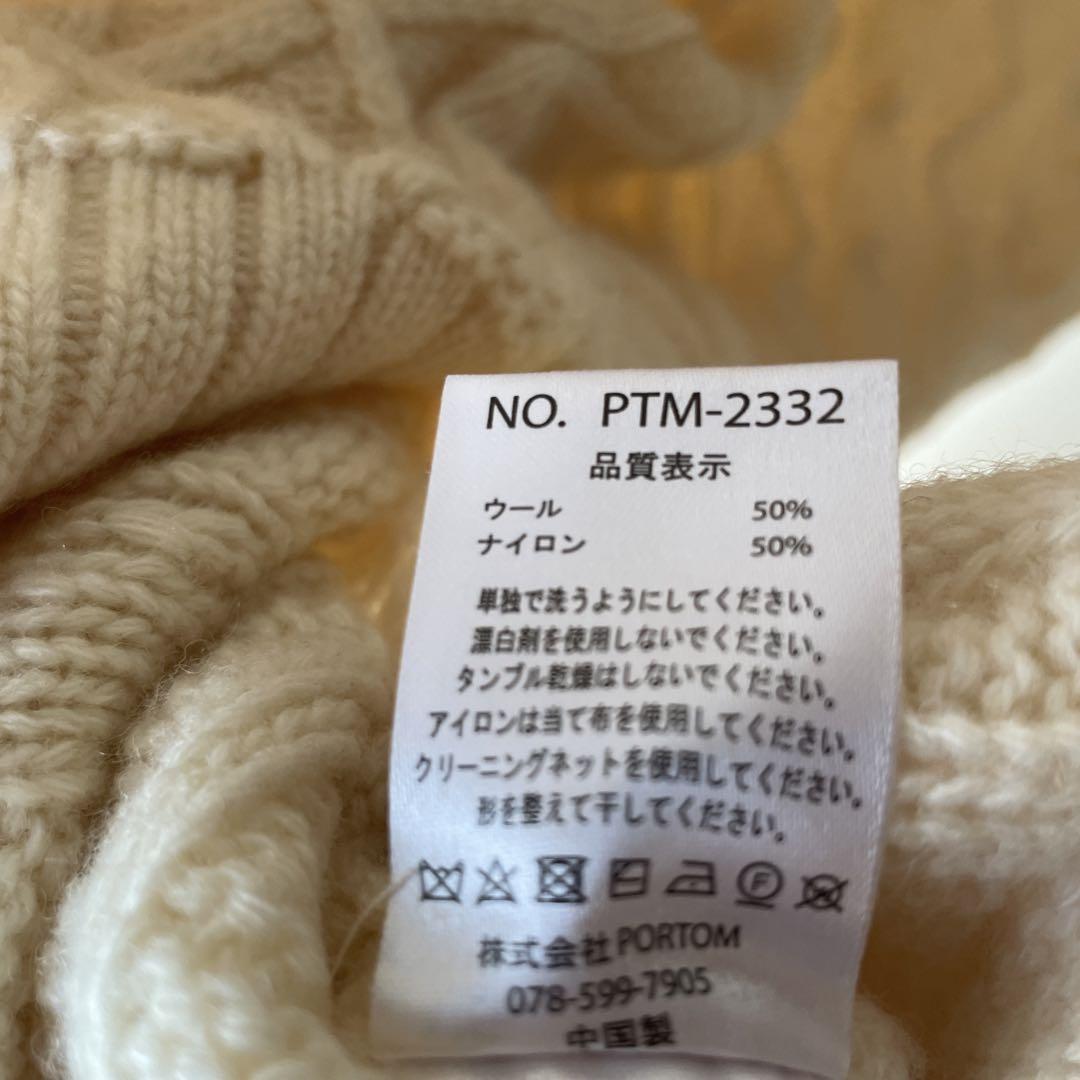 NO. PTM-2332
品質表示
ウール 50%
ナイロン 50%
単独で洗うようにしてください。
漂白剤を使用しないでください。
タンブル乾燥はしないでください。
アイロンは当て布を使用してください。
クリーニングネットを使用してください。
形を整えて干してください。
F
W
株式会社 PORTOM
078-599-7905
中国製